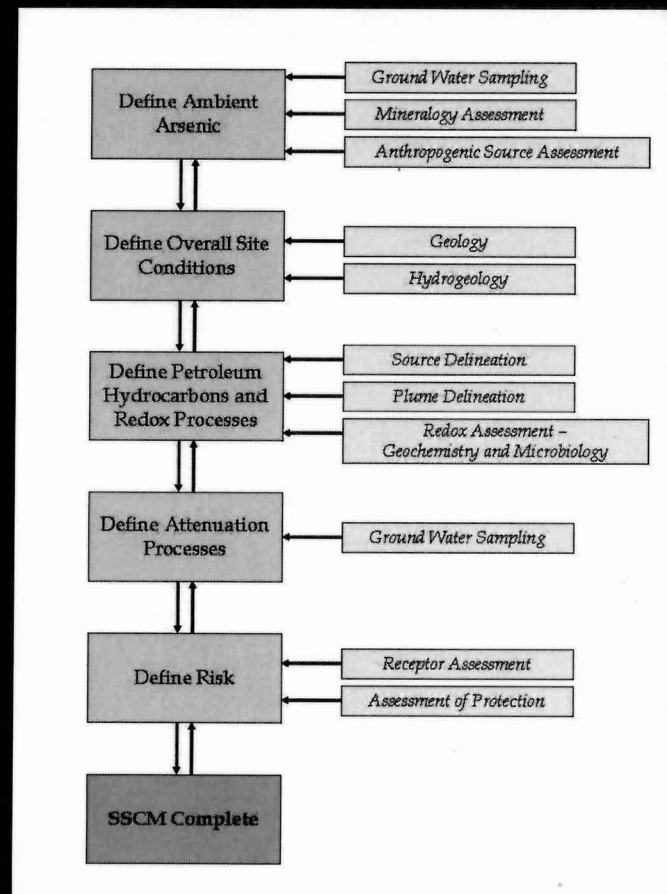 Define Ambient
Arsenic
Ground Water Sampling
Mineralogy Assessment
Anthropogenic Source Assessment
Define Overall Site
Conditions
Geology
Hydrogeology
Define Petroleum
Hydrocarbons and
Redox Processes
Source Delineation
Plume Delineation
Redox Assessment –
Geochemistry and Microbiology
Define Attenuation
Processes
Ground Water Sampling
Define Risk
Receptor Assessment
Assessment of Protection
SSCM Complete